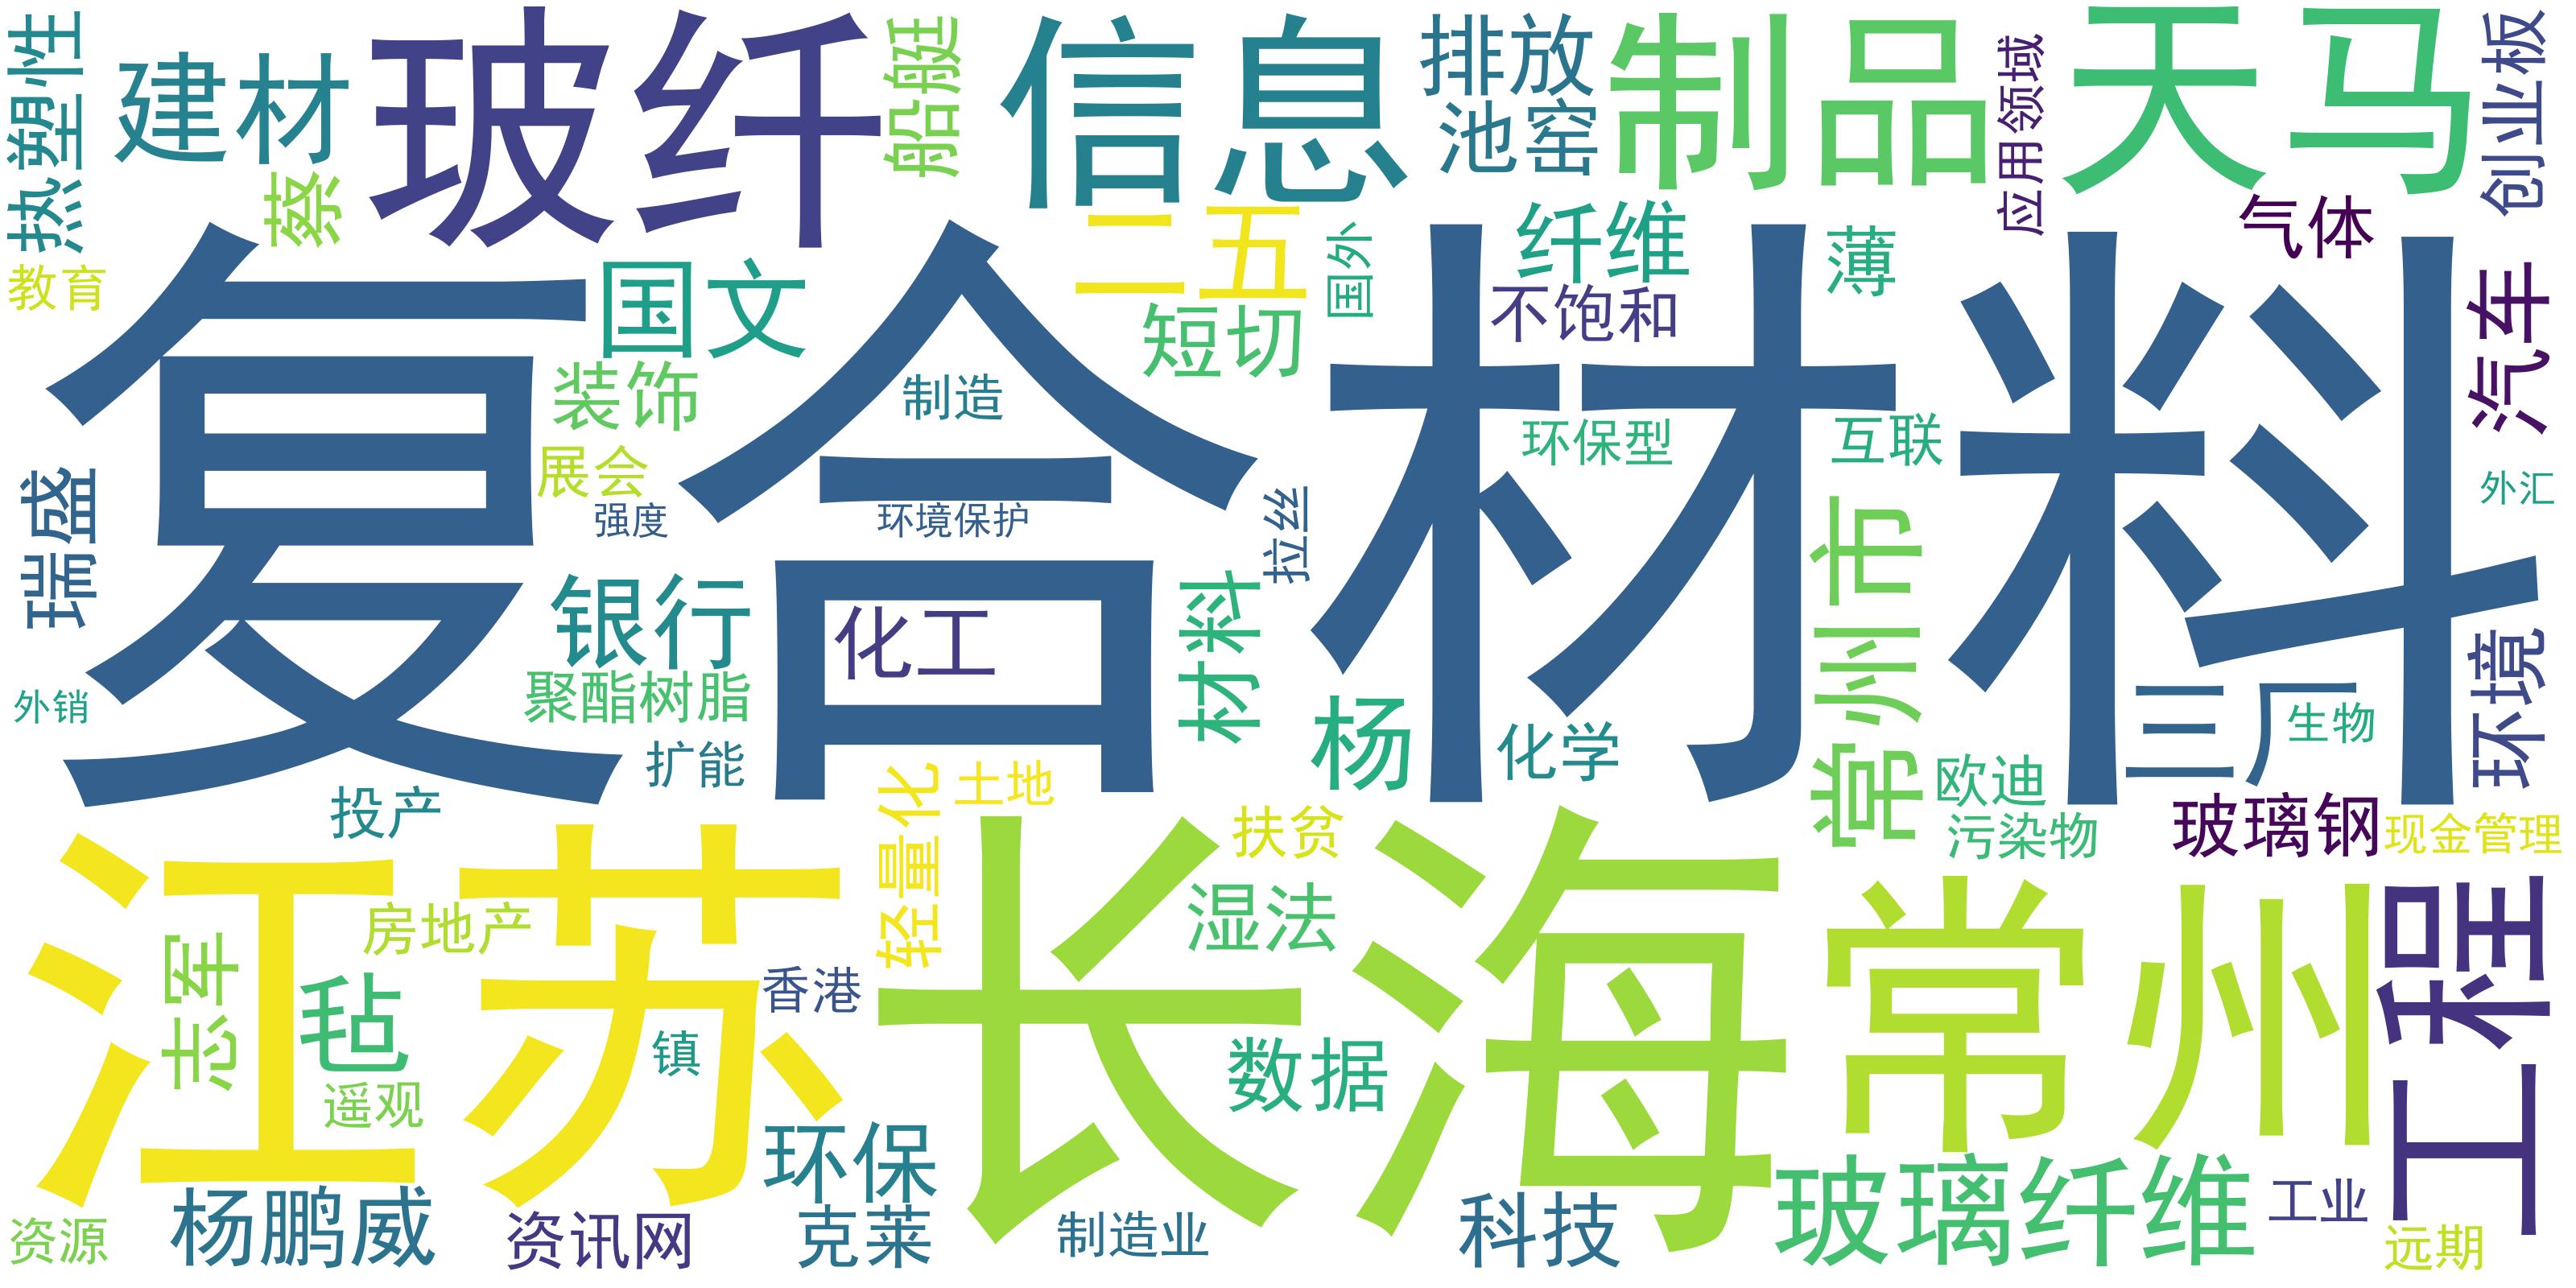 热塑性
建材
玻纤
船艇
信息
排放
池窑
制品
应用领域
天马
创业板
蔡
教育
国文
二五
国外
纤维
不饱和
薄
气体
汽车
复合材料
短切
装饰
制造
展会
强度
环境保护
环保型
互联
外汇
瑞盛
拉丝
银行
化工
材料
常州市
聚酯树脂
外销
扩能
杨
化学
三厂
生物
环境
投产
轻量化
土地
扶贫
欧迪
污染物
玻璃钢
现金管理
江苏
长海
常州
工程
房地产
志军
毡
香港
湿法
镇
遥观
数据
环保
玻璃纤维
资源
杨鹏威
资讯网
克莱
制造业
科技
工业
远期